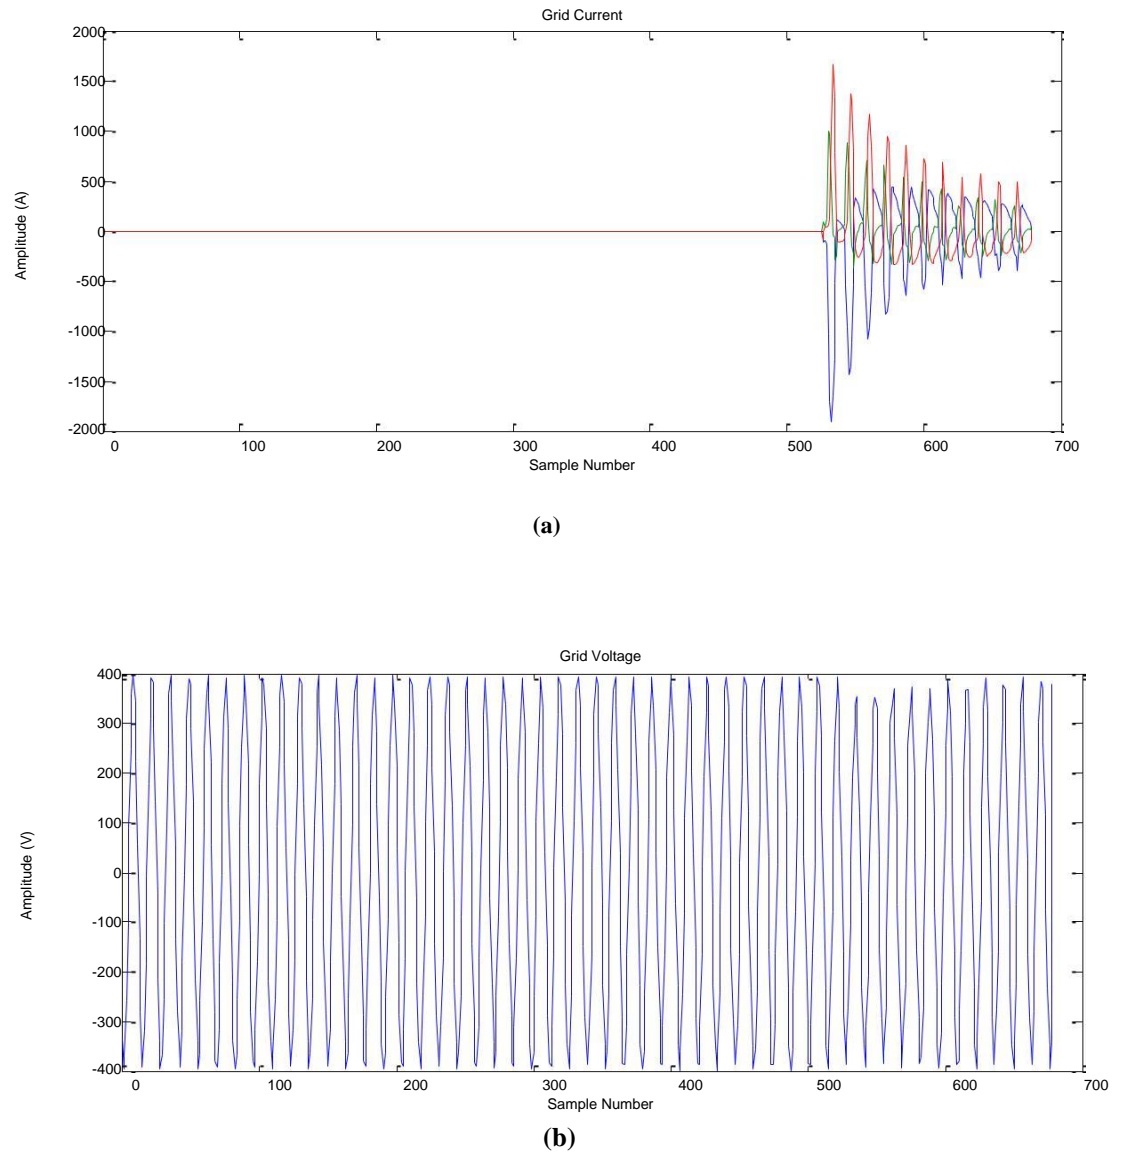 Grid Current
2000
1500
1000
500
0
-500
-1000
-1500
-2000
Amplitude (A)
0 100 200 300 400 500 600 700
Sample Number
(a)
Grid Voltage
400
300
200
100
0
-100
-200
-300
-400
Amplitude (V)
0 100 200 300 400 500 600 700
Sample Number
(b)